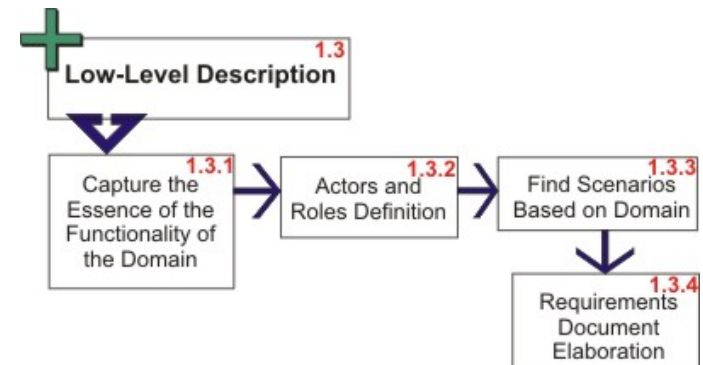 1.3
Low-Level Description
1.3.1
Capture the
Essence of the
Functionality of
the Domain
1.3.2
Actors and
Roles Definition
1.3.3
Find Scenarios
Based on Domain
1.3.4
Requirements
Document
Elaboration